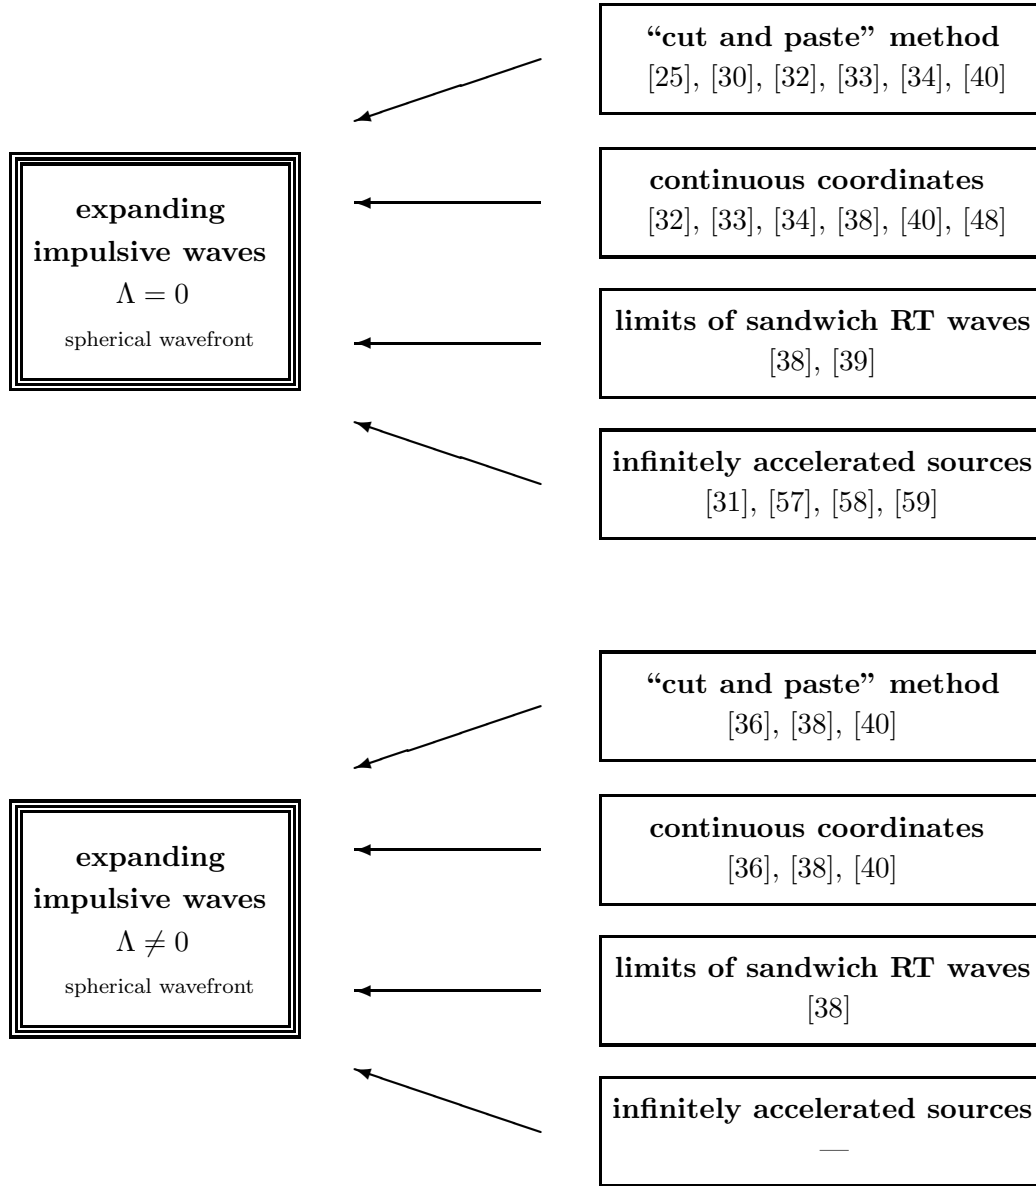 “cut and paste” method
[25], [30], [32], [33], [34], [40]
continuous coordinates
[32], [33], [34], [38], [40], [48]
expanding
impulsive waves
Λ = 0
spherical wavefront
limits of sandwich RT waves
[38], [39]
infinitely accelerated sources
[31], [57], [58], [59]
“cut and paste” method
[36], [38], [40]
continuous coordinates
[36], [38], [40]
expanding
impulsive waves
Λ ≠ 0
spherical wavefront
limits of sandwich RT waves
[38]
infinitely accelerated sources
—